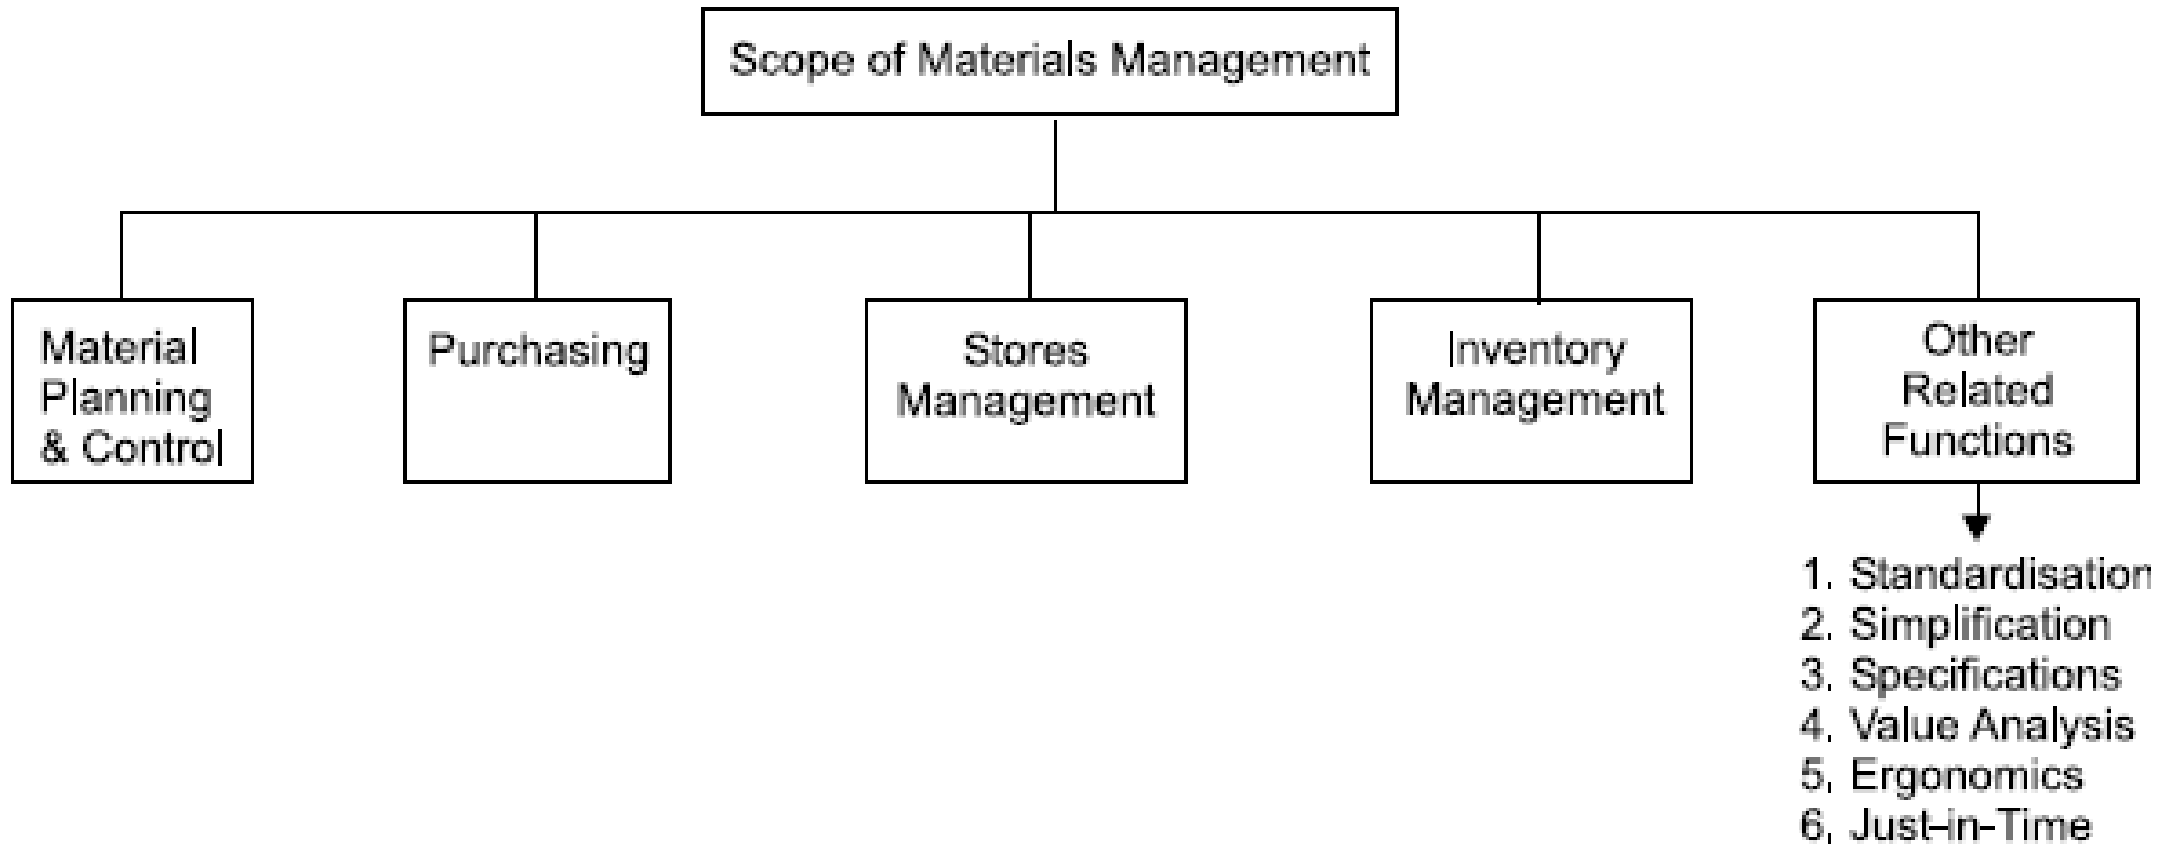 Scope of Materials Management
Material
Planning
& Control
Purchasing
Stores
Management
Inventory
Management
Other
Related
Functions
1. Standardisation
2. Simplification
3. Specifications
4. Value Analysis
5. Ergonomics
6. Just-in-Time